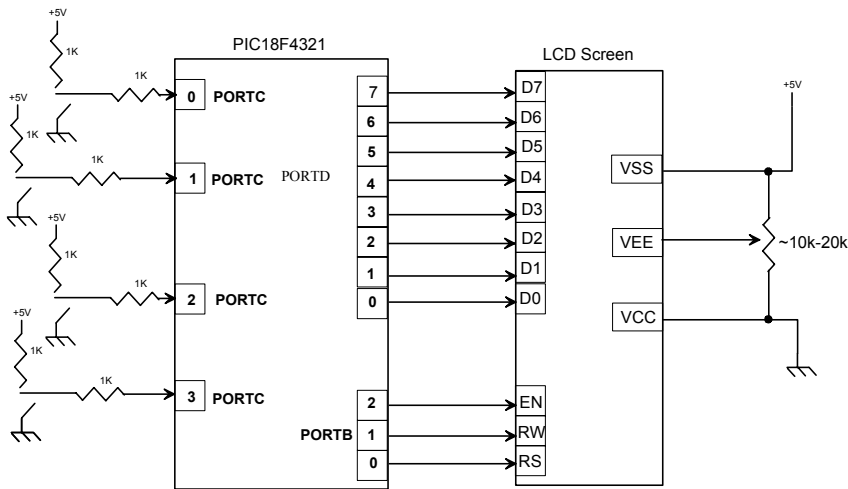 PIC18F4321
LCD Screen
+5V
1K
1K
0 PORTC
+5V
1K
1K
1 PORTC
+5V
1K
1K
2 PORTC
+5V
1K
1K
3 PORTC
PORTD
7
6
5
4
3
2
1
0
PORTB
2
1
0
D7
D6
D5
D4
D3
D2
D1
D0
EN
RW
RS
VSS
VEE
VCC
+5V
~10k-20k